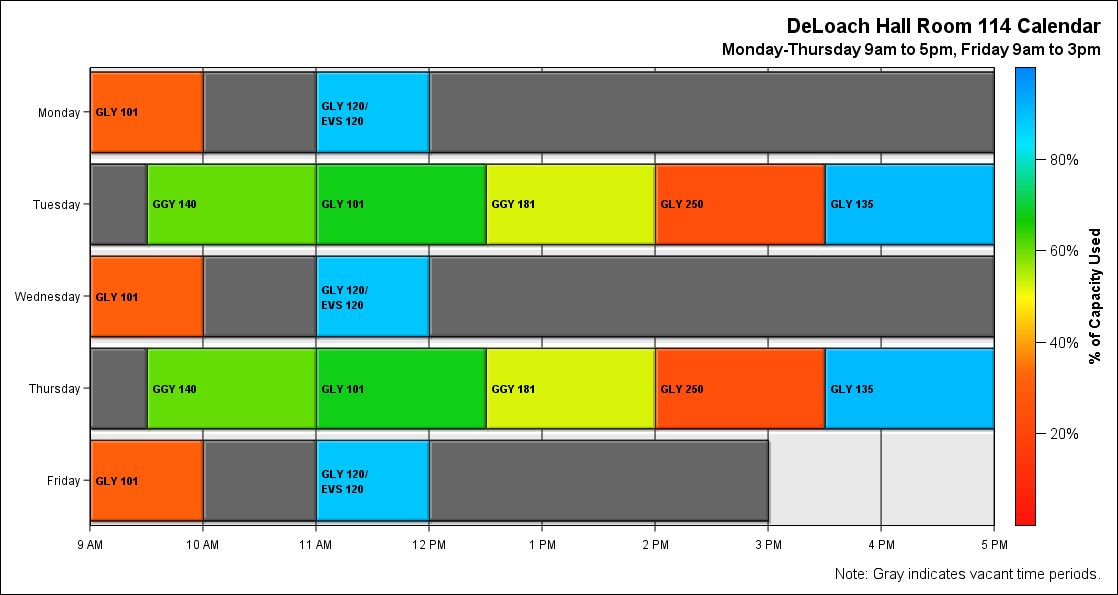 DeLoach Hall Room 114 Calendar
Monday-Thursday 9am to 5pm, Friday 9am to 3pm
Monday
GLY 101
GLY 120/
EVS 120
Tuesday
GGY 140
GLY 101
GGY 181
GLY 250
GLY 135
Wednesday
GLY 101
GLY 120/
EVS 120
Thursday
GGY 140
GLY 101
GGY 181
GLY 250
GLY 135
Friday
GLY 101
GLY 120/
EVS 120
9 AM
10 AM
11 AM
12 PM
1 PM
2 PM
3 PM
4 PM
5 PM
80%
60%
40%
20%
% of Capacity Used
Note: Gray indicates vacant time periods.